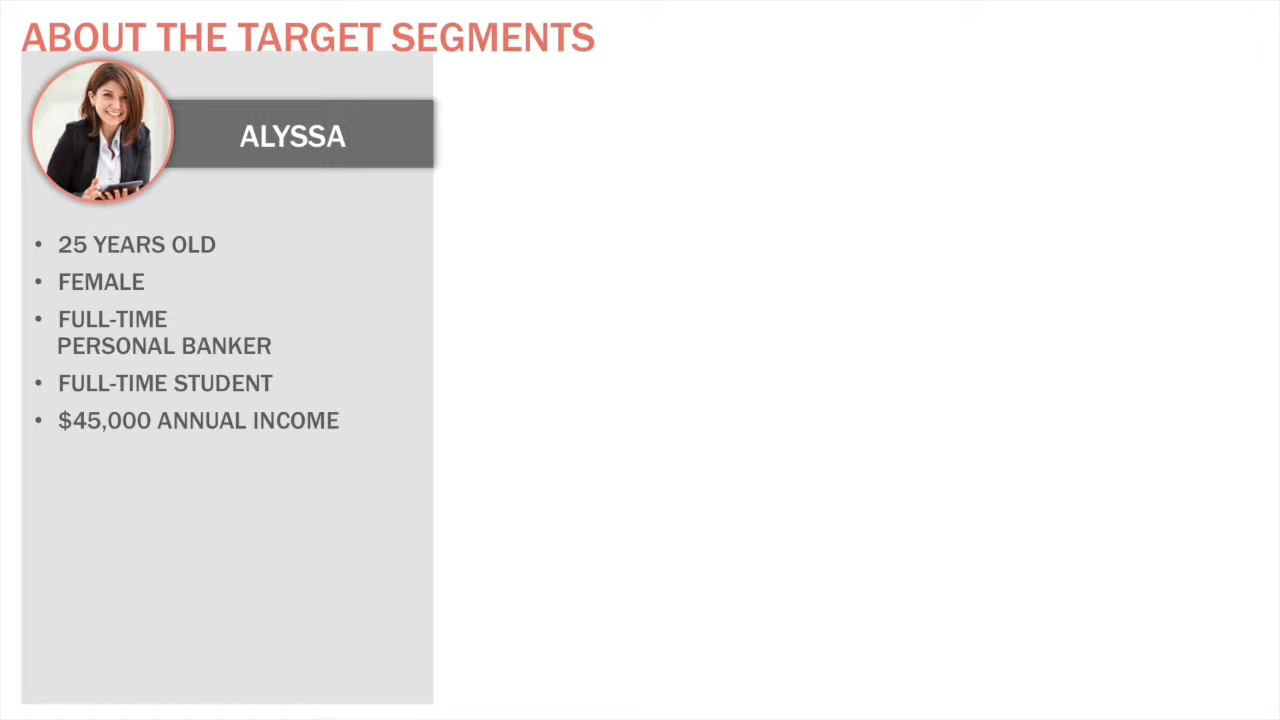 ABOUT THE TARGET SEGMENTS
ALYSSA
• 25 YEARS OLD
• FEMALE
• FULL-TIME
PERSONAL BANKER
• FULL-TIME STUDENT
• $45,000 ANNUAL INCOME